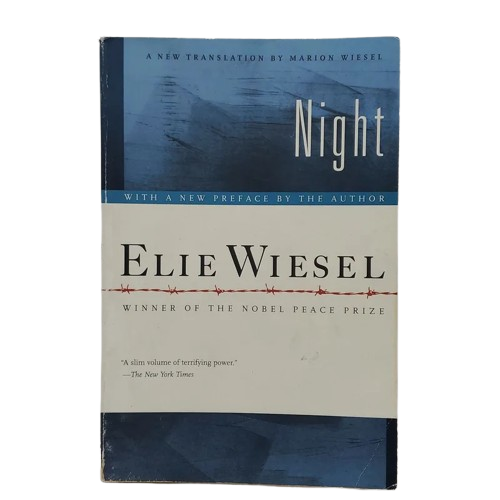 A NEW TRANSLATION BY MARION WIESEL
Night
WITH A NEW PREFACE BY THE AUTHOR
ELIE WIESEL
WINNER OF THE NOBEL PEACE PRIZE
"A slim volume of terrifying power."
—The New York Times